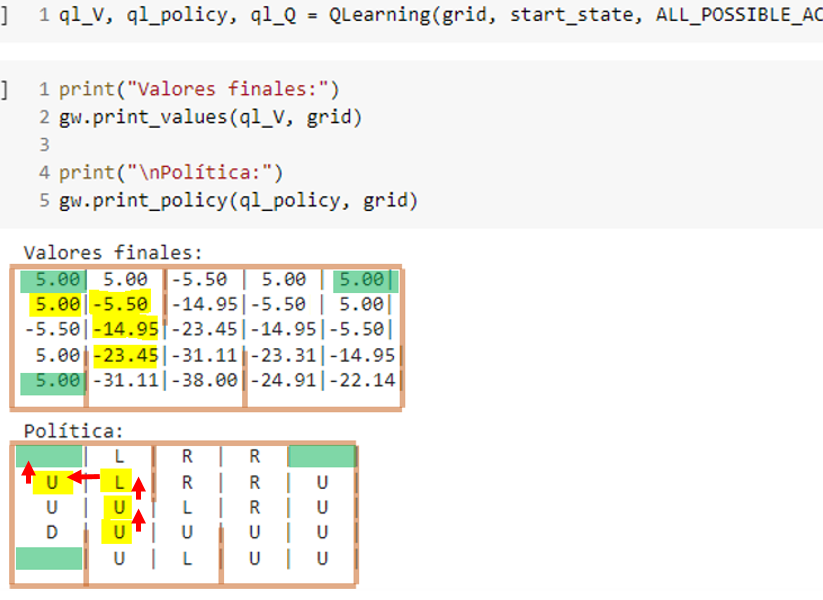 ] 1 ql_V, ql_policy, ql_Q = QLearning(grid, start_state, ALL_POSSIBLE_AC
] 1 print("Valores finales:")
2 gw.print_values(ql_V, grid)
3
4 print("\nPolítica:")
5 gw.print_policy(ql_policy, grid)
Valores finales:
5.00| 5.00 |-5.50 | 5.00 | 5.00|
5.00|-5.50 |-14.95|-5.50 | 5.00|
-5.50|-14.95|-23.45|-14.95|-5.50|
5.00|-23.45|-31.11|-23.31|-14.95|
5.00|-31.11|-38.00|-24.91|-22.14|
Política:
| L | R | R | |
U | L | R | R | U |
U | U | L | R | U |
D | U | U | U | U |
| U | L | U | U |